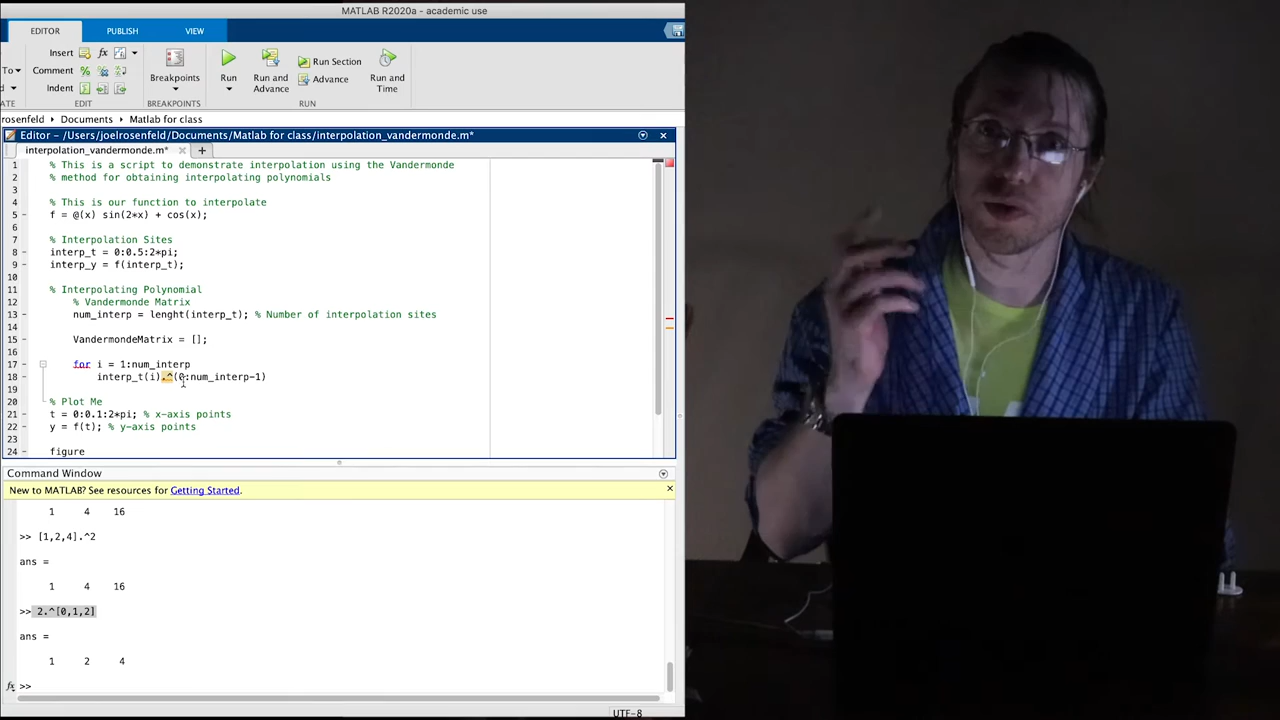 MATLAB R2020a - academic use
EDITOR PUBLISH VIEW
Insert fx
To Comment %
Indent
Breakpoints
Run
Run and Advance
Run Section
Advance
Run and Time
ATE EDIT BREAKPOINTS RUN
rosenfeld Documents Matlab for class
Editor - /Users/joelrosenfeld/Documents/Matlab for class/interpolation_vandermonde.m*
interpolation_vandermonde.m*
1 % This is a script to demonstrate interpolation using the Vandermonde
2 % method for obtaining interpolating polynomials
3
4 % This is our function to interpolate
5 - f = @(x) sin(2*x) + cos(x);
6
7 % Interpolation Sites
8 - interp_t = 0:0.5:2*pi;
9 - interp_y = f(interp_t);
10
11 % Interpolating Polynomial
12 % Vandermonde Matrix
13 - num_interp = lenght(interp_t); % Number of interpolation sites
14
15 - VandermondeMatrix = [];
16
17 - for i = 1:num_interp
18 - interp_t(i).^(0:num_interp-1)
19
20 % Plot Me
21 - t = 0:0.1:2*pi; % x-axis points
22 - y = f(t); % y-axis points
23
24 - figure
Command Window
New to MATLAB? See resources for Getting Started.
1 4 16
>> [1,2,4].^2
ans =
1 4 16
>> 2.^[0,1,2]
ans =
1 2 4
fx >>
UTF-8